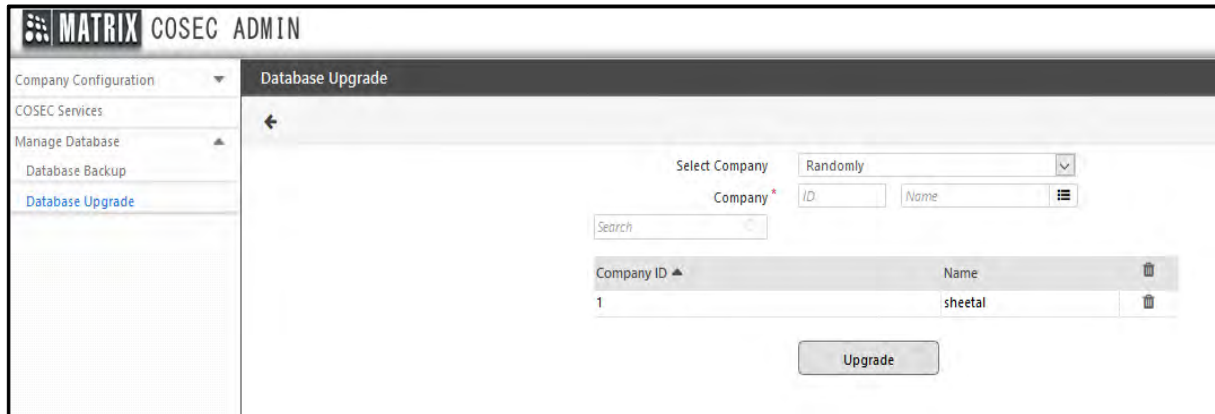 MATRIX COSEC ADMIN
Company Configuration
COSEC Services
Manage Database
Database Backup
Database Upgrade
Database Upgrade
Select Company Randomly
Company * ID Name
Search
Company ID Name
1 sheetal
Upgrade